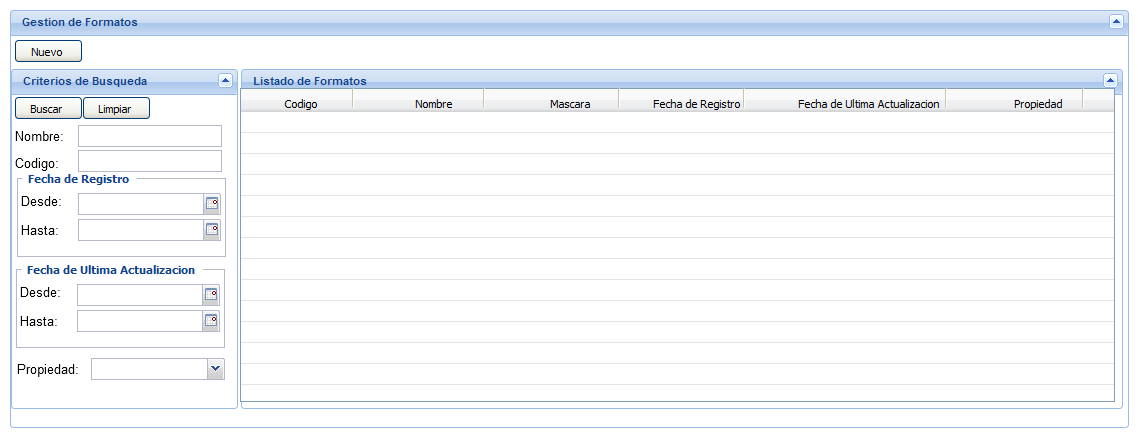 Gestion de Formatos
Nuevo
Criterios de Busqueda
Buscar Limpiar
Nombre:
Codigo:
Fecha de Registro
Desde:
Hasta:
Fecha de Ultima Actualizacion
Desde:
Hasta:
Propiedad:
Listado de Formatos
Codigo Nombre Mascara Fecha de Registro Fecha de Ultima Actualizacion Propiedad